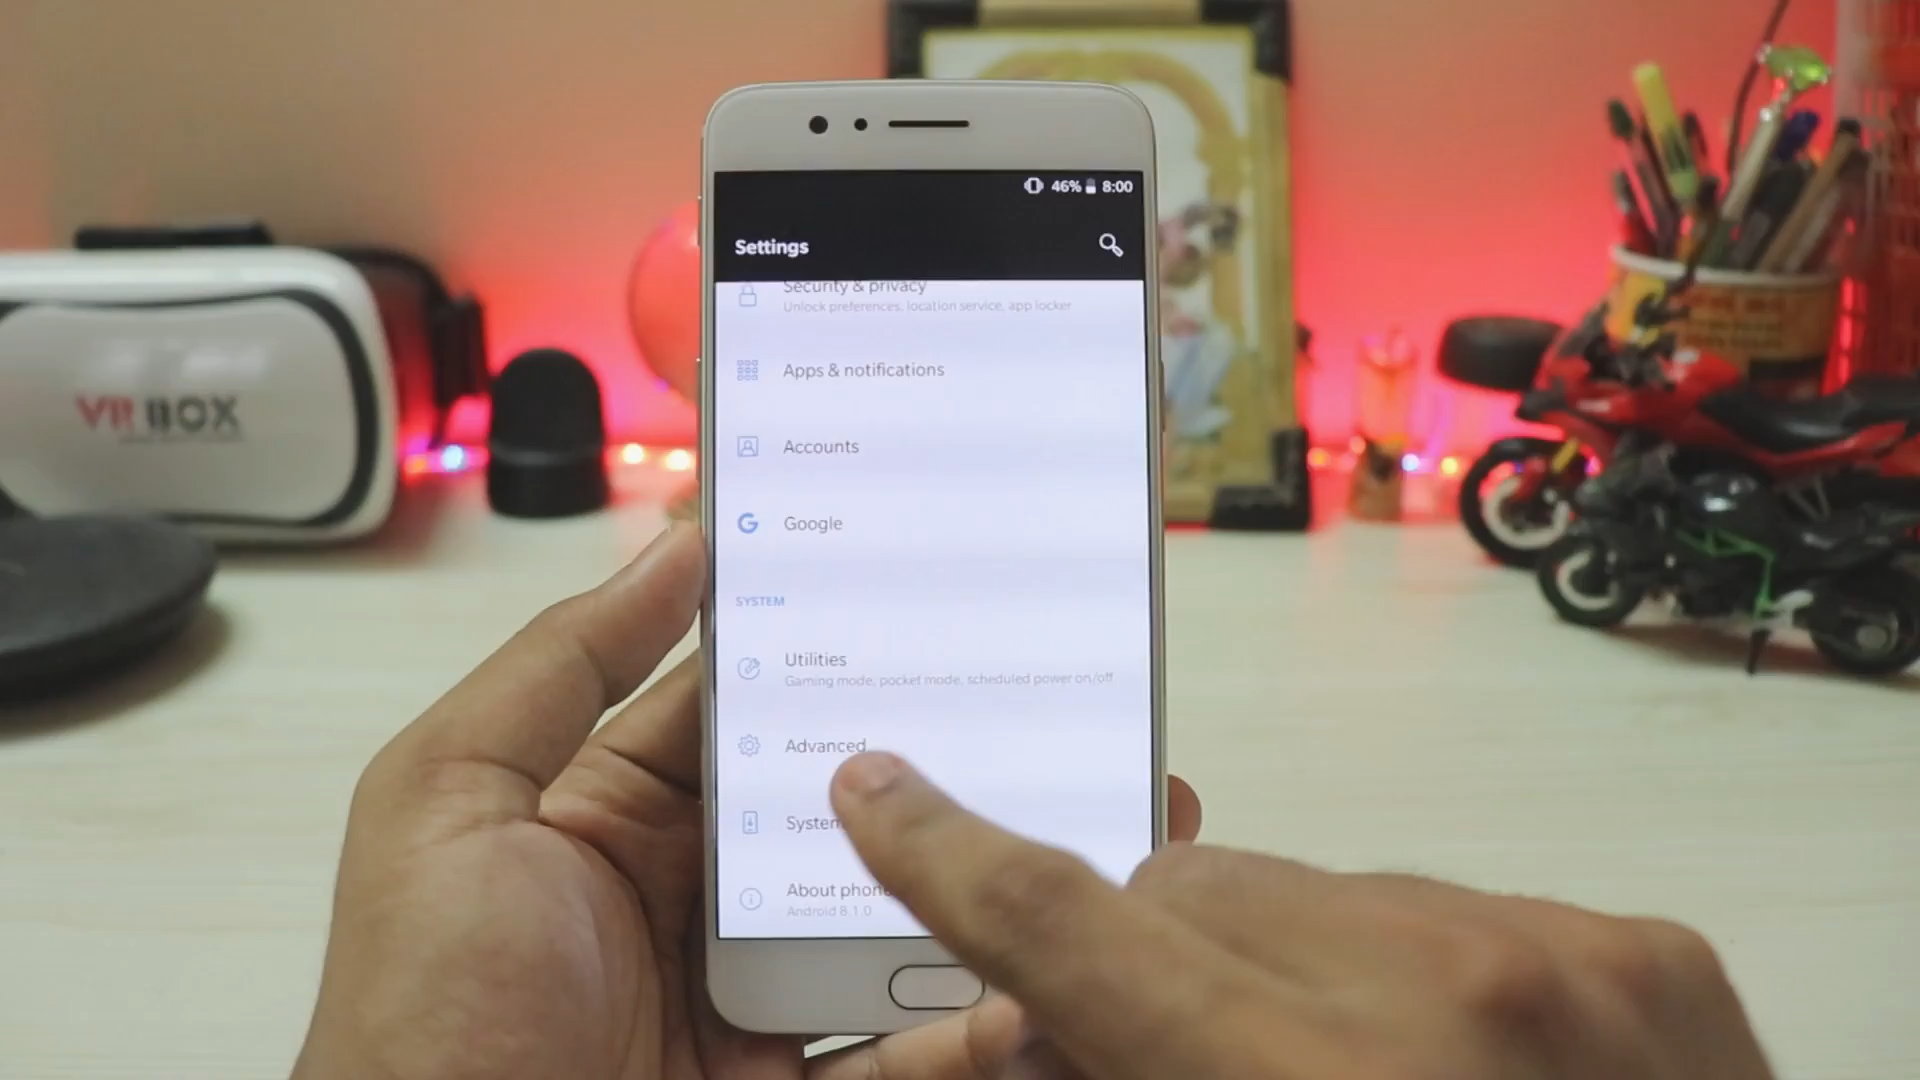 46% 8:00
Settings
Security & privacy
Unlock preferences, location service, app locker
Apps & notifications
Accounts
Google
SYSTEM
Utilities
Gaming mode, pocket mode, scheduled power on/off
Advanced
System
About phone
Android 8.1.0
VR BOX